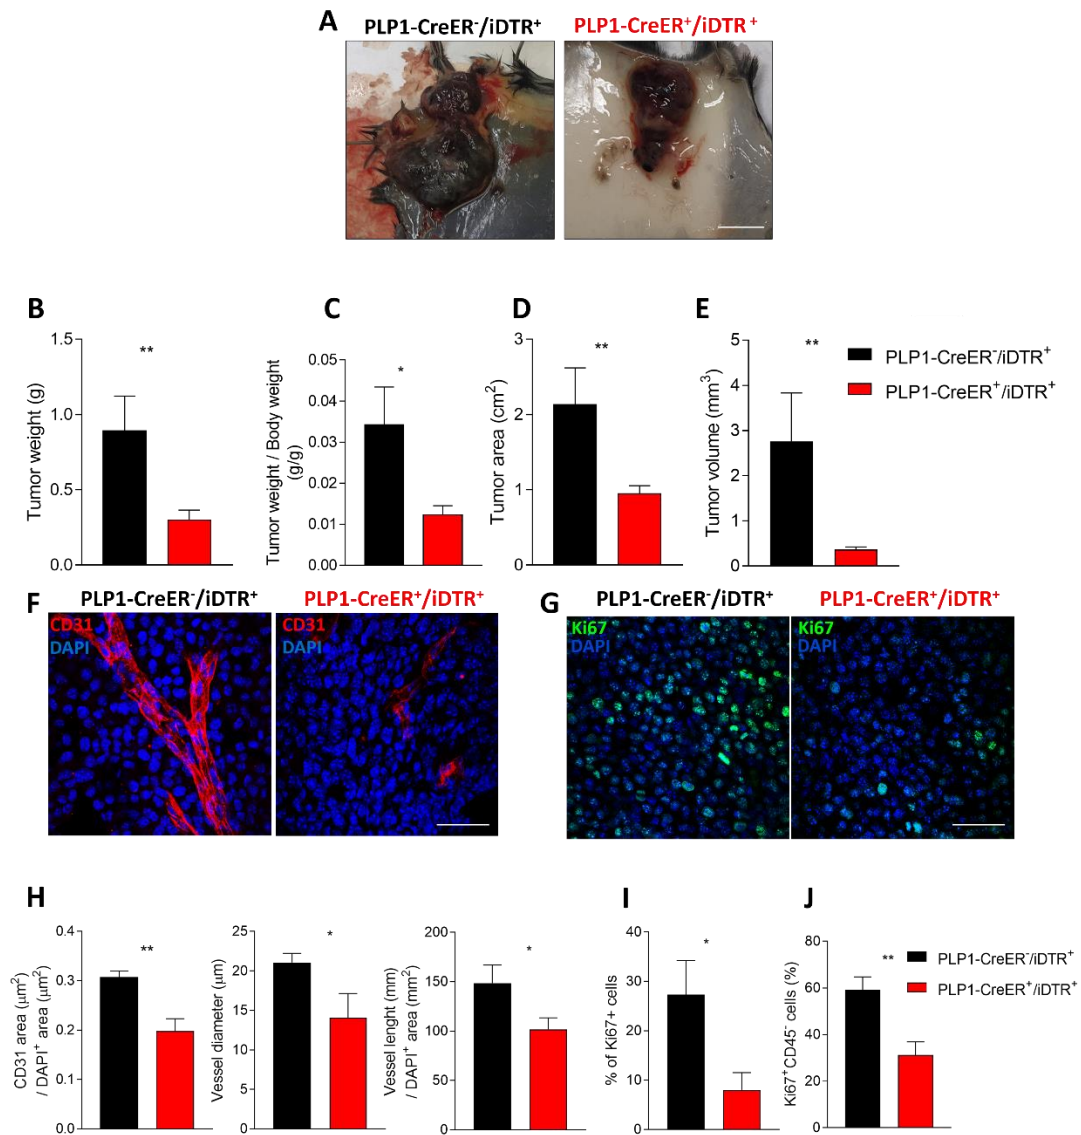 A
PLP1-CreER⁻/iDTR⁺
PLP1-CreER⁺/iDTR ⁺
B
C
D
E
Tumor weight (g)
1.5
1.0
0.5
0.0
**
Tumor weight / Body weight
(g/g)
0.05
0.04
0.03
0.02
0.01
0.00
*
Tumor area (cm²)
3
2
1
0
**
Tumor volume (mm³)
5
4
3
2
1
0
**
PLP1-CreER⁻/iDTR⁺
PLP1-CreER⁺/iDTR⁺
F
PLP1-CreER⁻/iDTR⁺
PLP1-CreER⁺/iDTR⁺
CD31
DAPI
CD31
DAPI
G
PLP1-CreER⁻/iDTR⁺
PLP1-CreER⁺/iDTR⁺
Ki67
DAPI
Ki67
DAPI
H
CD31 area (μm²)
/ DAPI⁺ area (μm²)
0.4
0.3
0.2
0.1
0.0
**
Vessel diameter (μm)
25
20
15
10
5
0
*
Vessel lenght (mm)
/ DAPI⁺ area (mm²)
200
150
100
50
0
*
I
% of Ki67+ cells
40
30
20
10
0
*
J
Ki67⁺CD45⁻ cells (%)
80
60
40
20
0
**
PLP1-CreER⁻/iDTR⁺
PLP1-CreER⁺/iDTR⁺